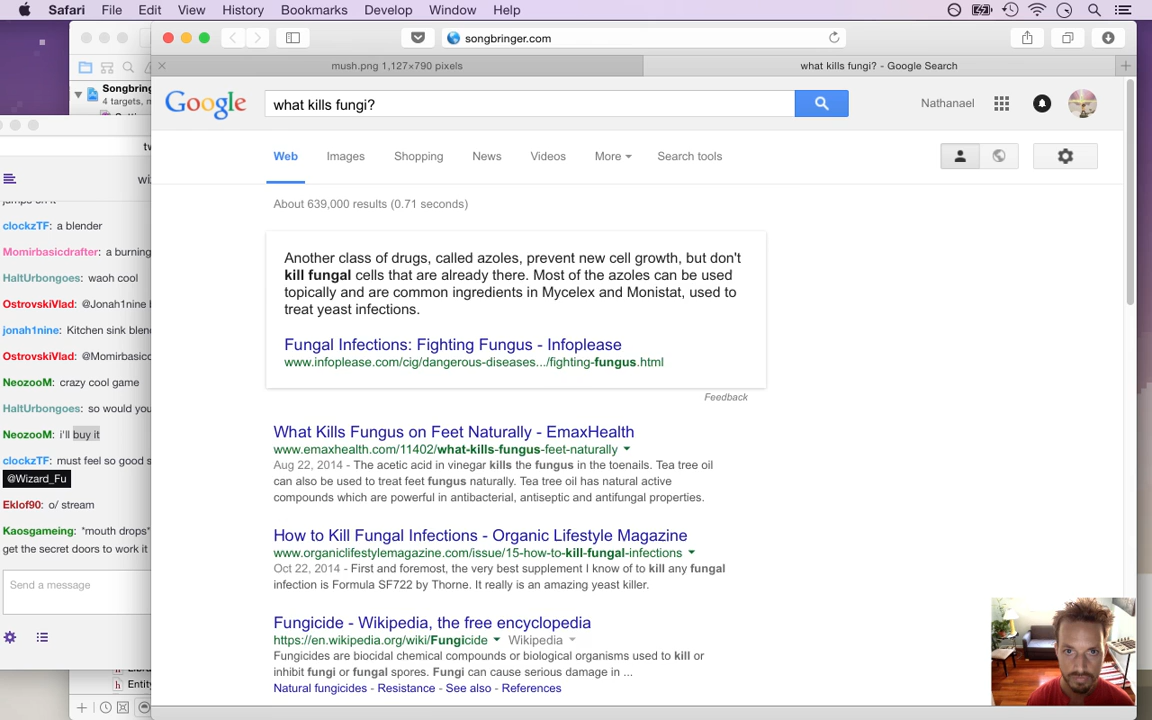 Safari File Edit View History Bookmarks Develop Window Help
songbringer.com
mush.png 1,127×790 pixels
what kills fungi? - Google Search
Songbring
4 targets, m
tv
wiz
jumps on it
clockzTF: a blender
Momirbasicdrafter: a burning
HaltUrbongoes: waoh cool
OstrovskiVlad: @Jonah1nine b
jonah1nine: Kitchen sink blen
OstrovskiVlad: @Momirbasicc
NeozooM: crazy cool game
HaltUrbongoes: so would you
NeozooM: i'll buy it
clockzTF: must feel so good s
@Wizard_Fu
Eklof90: o/ stream
Kaosgameing: *mouth drops*
get the secret doors to work it
Send a message
Entity
Google
what kills fungi?
Nathanael
Web Images Shopping News Videos More Search tools
About 639,000 results (0.71 seconds)
Another class of drugs, called azoles, prevent new cell growth, but don't
kill fungal cells that are already there. Most of the azoles can be used
topically and are common ingredients in Mycelex and Monistat, used to
treat yeast infections.
Fungal Infections: Fighting Fungus - Infoplease
www.infoplease.com/cig/dangerous-diseases.../fighting-fungus.html
Feedback
What Kills Fungus on Feet Naturally - EmaxHealth
www.emaxhealth.com/11402/what-kills-fungus-feet-naturally
Aug 22, 2014 - The acetic acid in vinegar kills the fungus in the toenails. Tea tree oil
can also be used to treat feet fungus naturally. Tea tree oil has natural active
compounds which are powerful in antibacterial, antiseptic and antifungal properties.
How to Kill Fungal Infections - Organic Lifestyle Magazine
www.organiclifestylemagazine.com/issue/15-how-to-kill-fungal-infections
Oct 22, 2014 - First and foremost, the very best supplement I know of to kill any fungal
infection is Formula SF722 by Thorne. It really is an amazing yeast killer.
Fungicide - Wikipedia, the free encyclopedia
https://en.wikipedia.org/wiki/Fungicide Wikipedia
Fungicides are biocidal chemical compounds or biological organisms used to kill or
inhibit fungi or fungal spores. Fungi can cause serious damage in ...
Natural fungicides - Resistance - See also - References